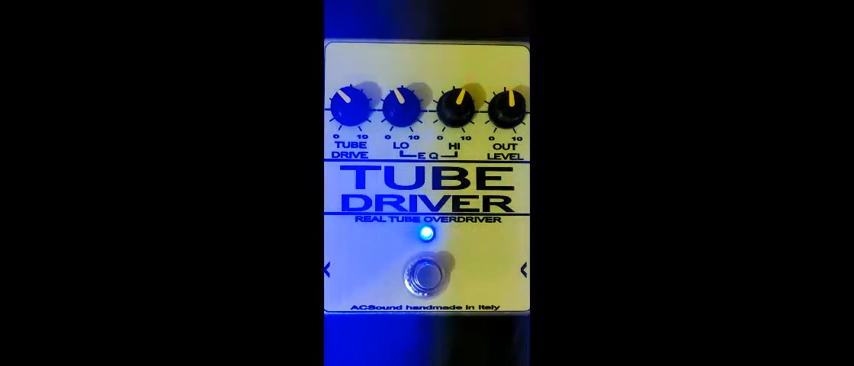 0 10 0 10 0 10 0 10
TUBE DRIVE LO HI OUT LEVEL
EQ
TUBE
DRIVER
REAL TUBE OVERDRIVER
ACSound handmade in Italy